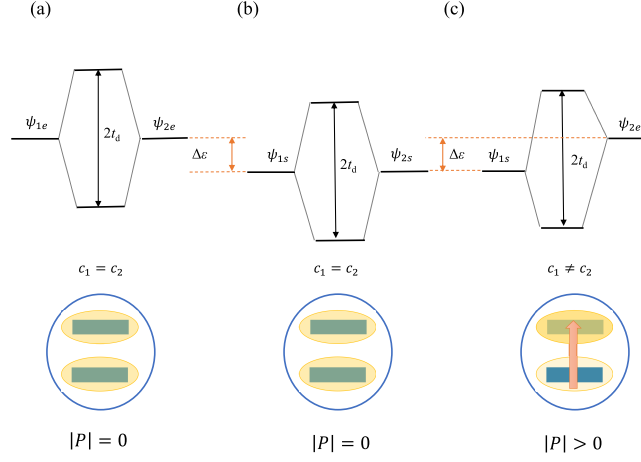 (a) (b) (c)
ψ1e 2td ψ2e
Δε ψ1s 2td ψ2s
Δε ψ1s 2td ψ2e
c1 = c2 c1 = c2 c1 ≠ c2
|P| = 0 |P| = 0 |P| > 0